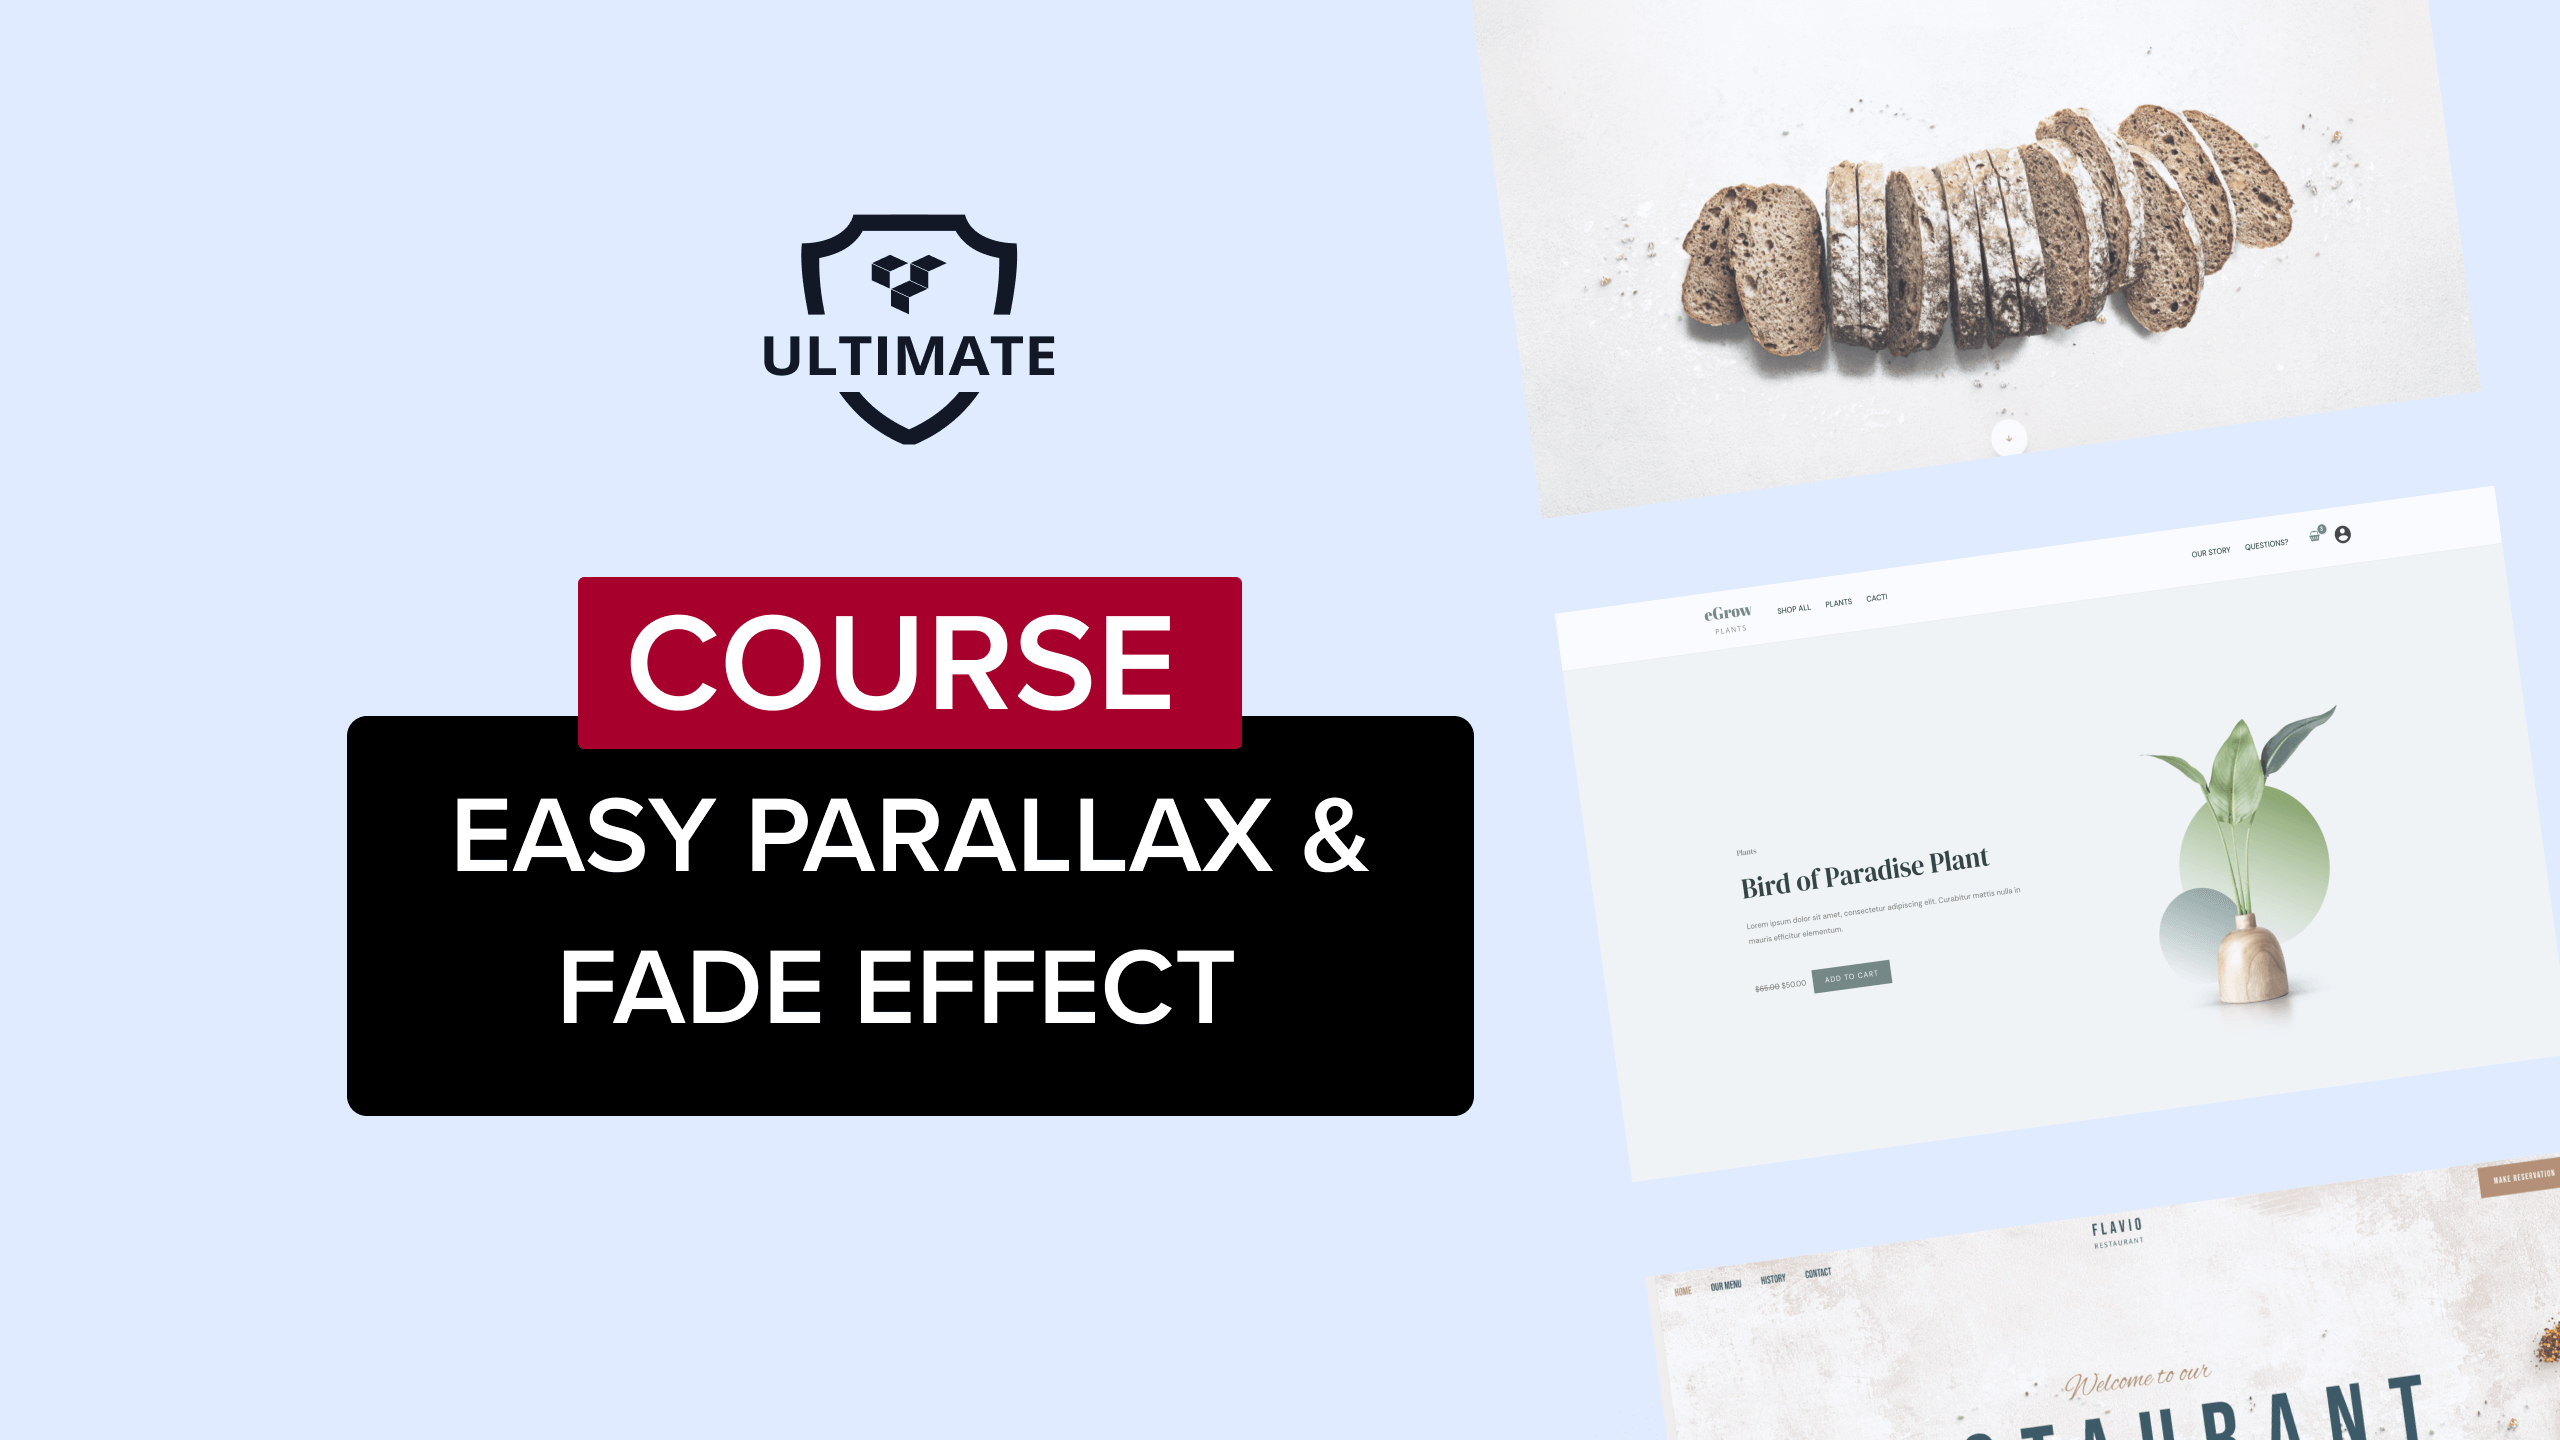 ULTIMATE
COURSE
EASY PARALLAX &
FADE EFFECT
eGrow
PLANTS
SHOP ALL PLANTS CACTI
OUR STORY QUESTIONS?
Plants
Bird of Paradise Plant
Lorem ipsum dolor sit amet, consectetur adipiscing elit. Curabitur mattis nulla in
mauris efficitur elementum.
$65.00 $50.00 ADD TO CART
MAKE RESERVATION
FLAVIO
RESTAURANT
HOME OUR MENU HISTORY CONTACT
Welcome to our
STAURANT